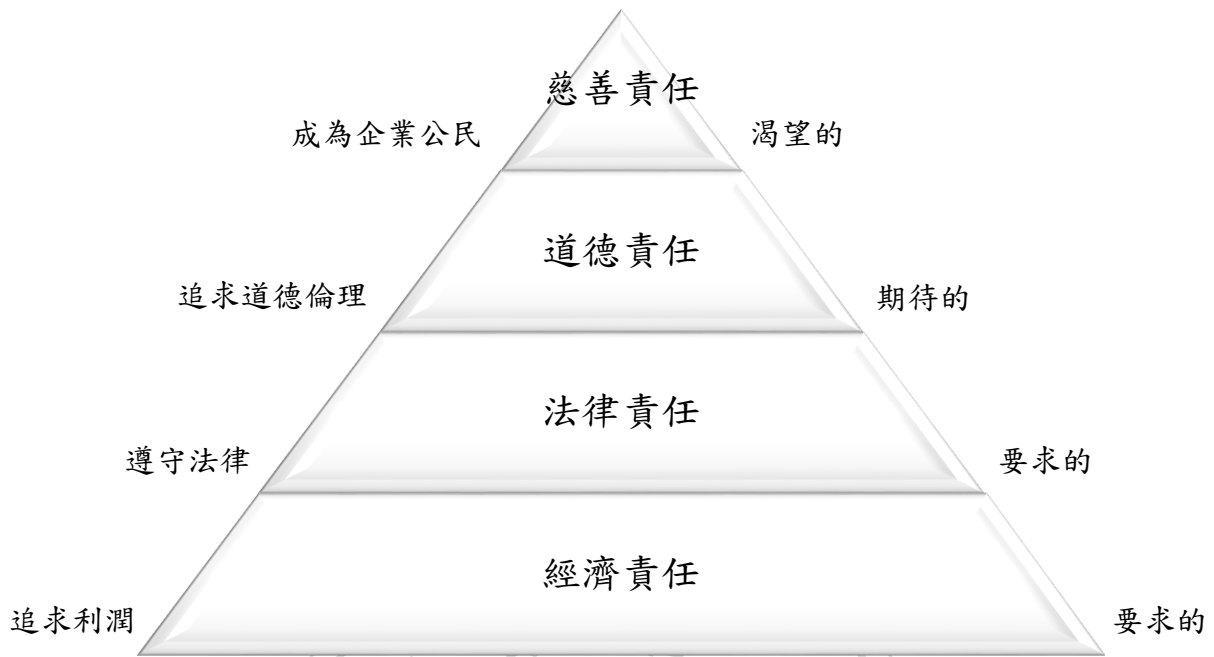 慈善責任
成為企業公民
渴望的
道德責任
追求道德倫理
期待的
法律責任
遵守法律
要求的
經濟責任
追求利潤
要求的